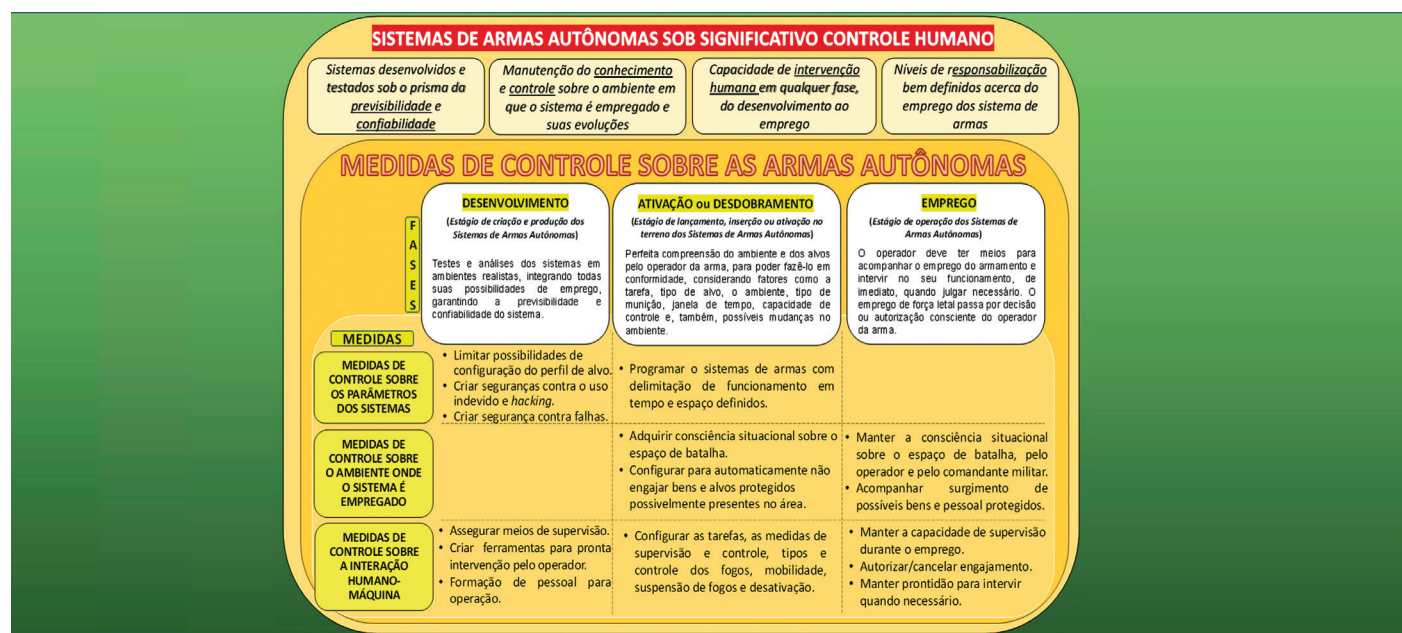 SISTEMAS DE ARMAS AUTÔNOMAS SOB SIGNIFICATIVO CONTROLE HUMANO
Sistemas desenvolvidos e
testados sob o prisma da
previsibilidade e
confiabilidade
Manutenção do conhecimento
e controle sobre o ambiente em
que o sistema é empregado e
suas evoluções
Capacidade de intervenção
humana em qualquer fase,
do desenvolvimento ao
emprego
Níveis de responsabilização
bem definidos acerca do
emprego dos sistema de
armas
MEDIDAS DE CONTROLE SOBRE AS ARMAS AUTÔNOMAS
F
A
S
E
S
DESENVOLVIMENTO
(Estágio de criação e produção dos
Sistemas de Armas Autônomas)
Testes e análises dos sistemas em
ambientes realistas, integrando todas
suas possibilidades de emprego,
garantindo a previsibilidade e
confiabilidade do sistema.
ATIVAÇÃO ou DESDOBRAMENTO
(Estágio de lançamento, inserção ou ativação no
terreno dos Sistemas de Armas Autônomas)
Perfeita compreensão do ambiente e dos alvos
pelo operador da arma, para poder fazê-lo em
conformidade, considerando fatores como a
tarefa, tipo de alvo, o ambiente, tipo de
munição, janela de tempo, capacidade de
controle e, também, possíveis mudanças no
ambiente.
EMPREGO
(Estágio de operação dos Sistemas de
Armas Autônomas)
O operador deve ter meios para
acompanhar o emprego do armamento e
intervir no seu funcionamento, de
imediato, quando julgar necessário. O
emprego de força letal passa por decisão
ou autorização consciente do operador
da arma.
MEDIDAS
MEDIDAS DE
CONTROLE SOBRE
OS PARÂMETROS
DOS SISTEMAS
• Limitar possibilidades de
configuração do perfil de alvo.
• Criar seguranças contra o uso
indevido e hacking.
• Criar segurança contra falhas.
• Programar o sistemas de armas com
delimitação de funcionamento em
tempo e espaço definidos.
MEDIDAS DE
CONTROLE SOBRE
O AMBIENTE ONDE
O SISTEMA É
EMPREGADO
• Adquirir consciência situacional sobre o
espaço de batalha.
• Configurar para automaticamente não
engajar bens e alvos protegidos
possivelmente presentes no área.
• Manter a consciência situacional
sobre o espaço de batalha, pelo
operador e pelo comandante militar.
• Acompanhar surgimento de
possíveis bens e pessoal protegidos.
MEDIDAS DE
CONTROLE SOBRE
A INTERAÇÃO
HUMANO-
MÁQUINA
• Assegurar meios de supervisão.
• Criar ferramentas para pronta
intervenção pelo operador.
• Formação de pessoal para
operação.
• Configurar as tarefas, as medidas de
supervisão e controle, tipos e
controle dos fogos, mobilidade,
suspensão de fogos e desativação.
• Manter a capacidade de supervisão
durante o emprego.
• Autorizar/cancelar engajamento.
• Manter prontidão para intervir
quando necessário.